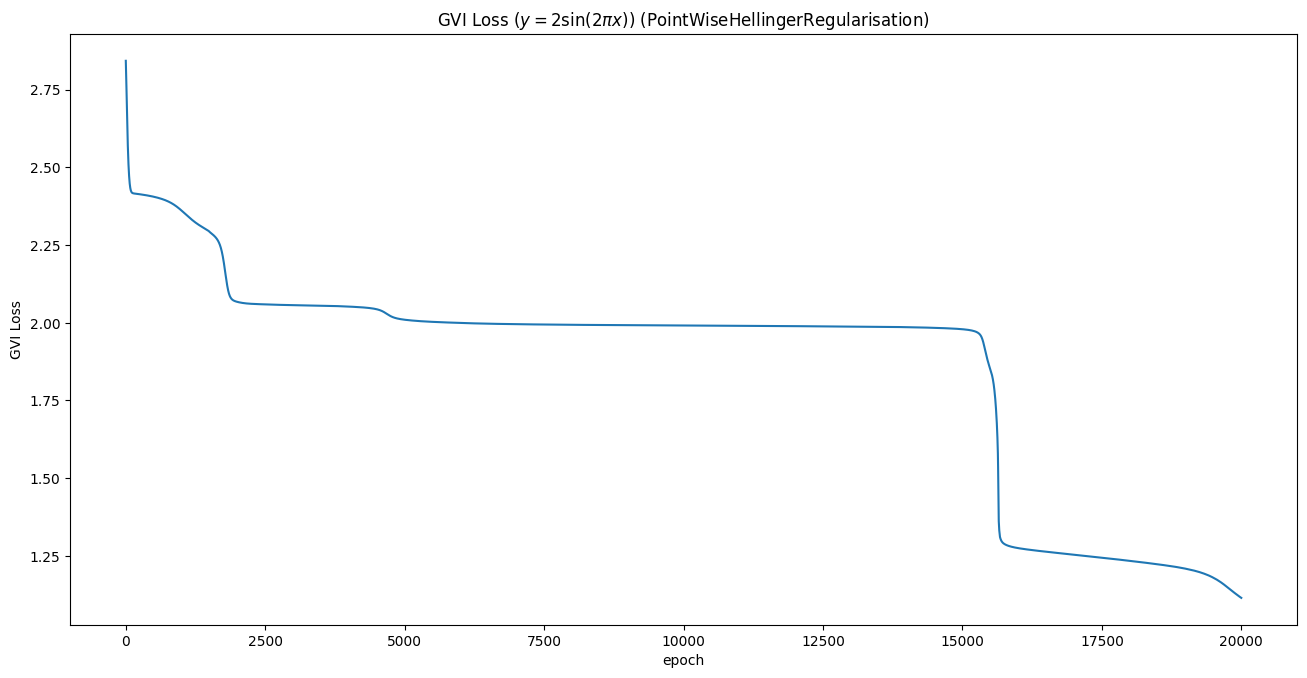 GVI Loss (y = 2sin(2πx)) (PointWiseHellingerRegularisation)
GVI Loss
2.75
2.50
2.25
2.00
1.75
1.50
1.25
0 2500 5000 7500 10000 12500 15000 17500 20000
epoch